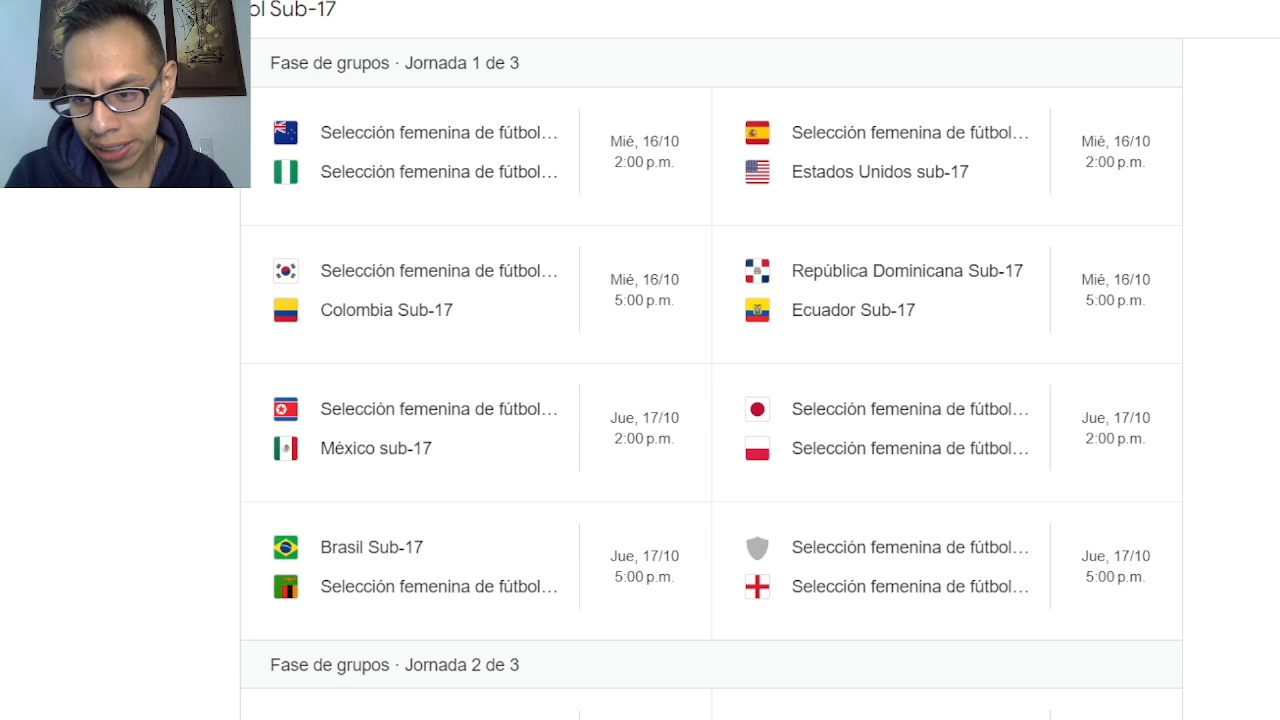 ol Sub-17
Fase de grupos · Jornada 1 de 3
Selección femenina de fútbol…
Selección femenina de fútbol…
Mié, 16/10
2:00 p.m.
Selección femenina de fútbol…
Estados Unidos sub-17
Mié, 16/10
2:00 p.m.
Selección femenina de fútbol…
Colombia Sub-17
Mié, 16/10
5:00 p.m.
República Dominicana Sub-17
Ecuador Sub-17
Mié, 16/10
5:00 p.m.
Selección femenina de fútbol…
México sub-17
Jue, 17/10
2:00 p.m.
Selección femenina de fútbol…
Selección femenina de fútbol…
Jue, 17/10
2:00 p.m.
Brasil Sub-17
Selección femenina de fútbol…
Jue, 17/10
5:00 p.m.
Selección femenina de fútbol…
Selección femenina de fútbol…
Jue, 17/10
5:00 p.m.
Fase de grupos · Jornada 2 de 3